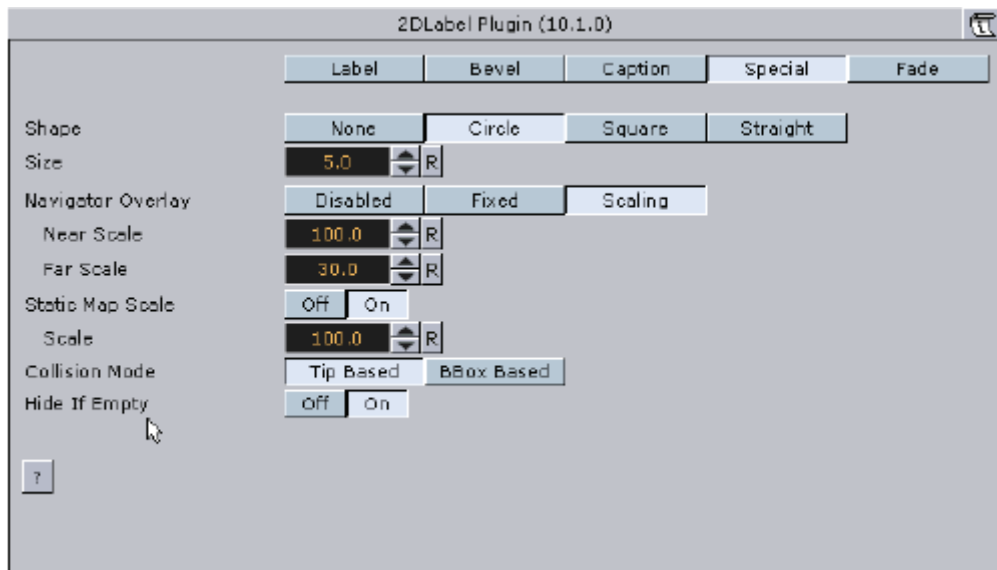 2DLabel Plugin (10.1.0)
Label Bevel Caption Special Fade
Shape None Circle Square Straight
Size 5.0 R
Navigator Overlay Disabled Fixed Scaling
Near Scale 100.0 R
Far Scale 30.0 R
Static Map Scale Off On
Scale 100.0 R
Collision Mode Tip Based BBox Based
Hide If Empty Off On
?